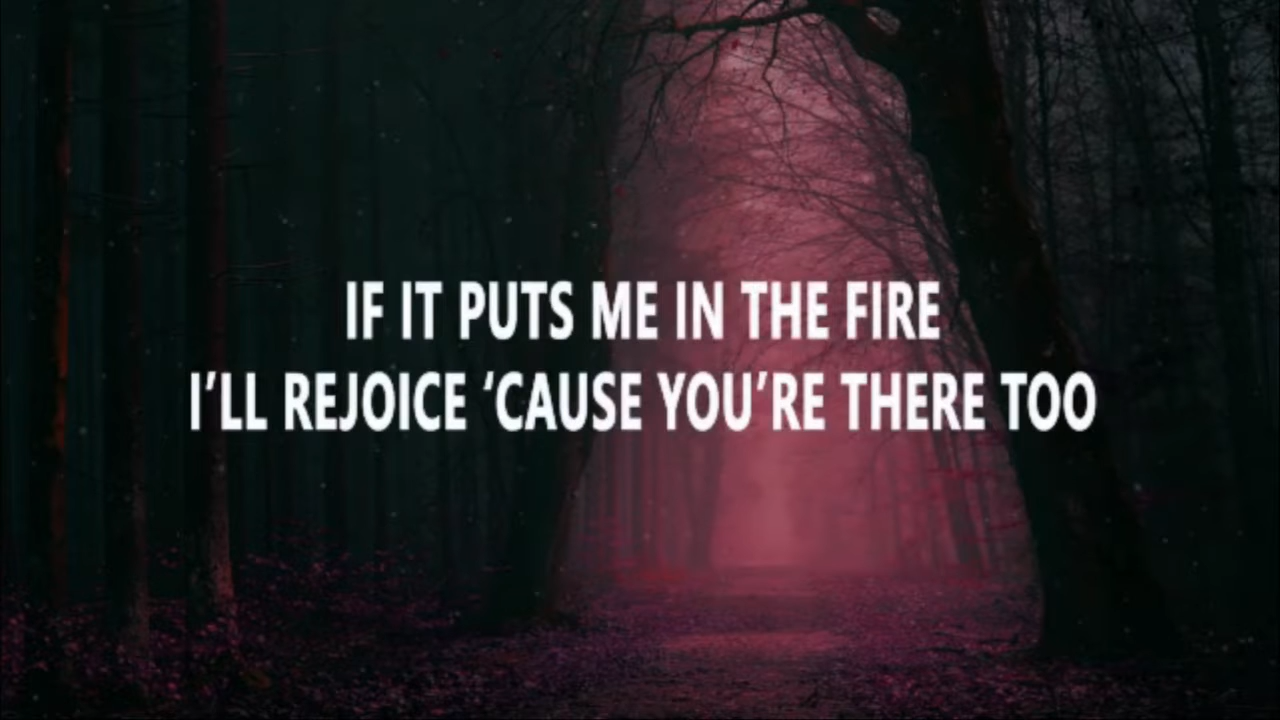 IF IT PUTS ME IN THE FIRE
I’LL REJOICE ‘CAUSE YOU’RE THERE TOO